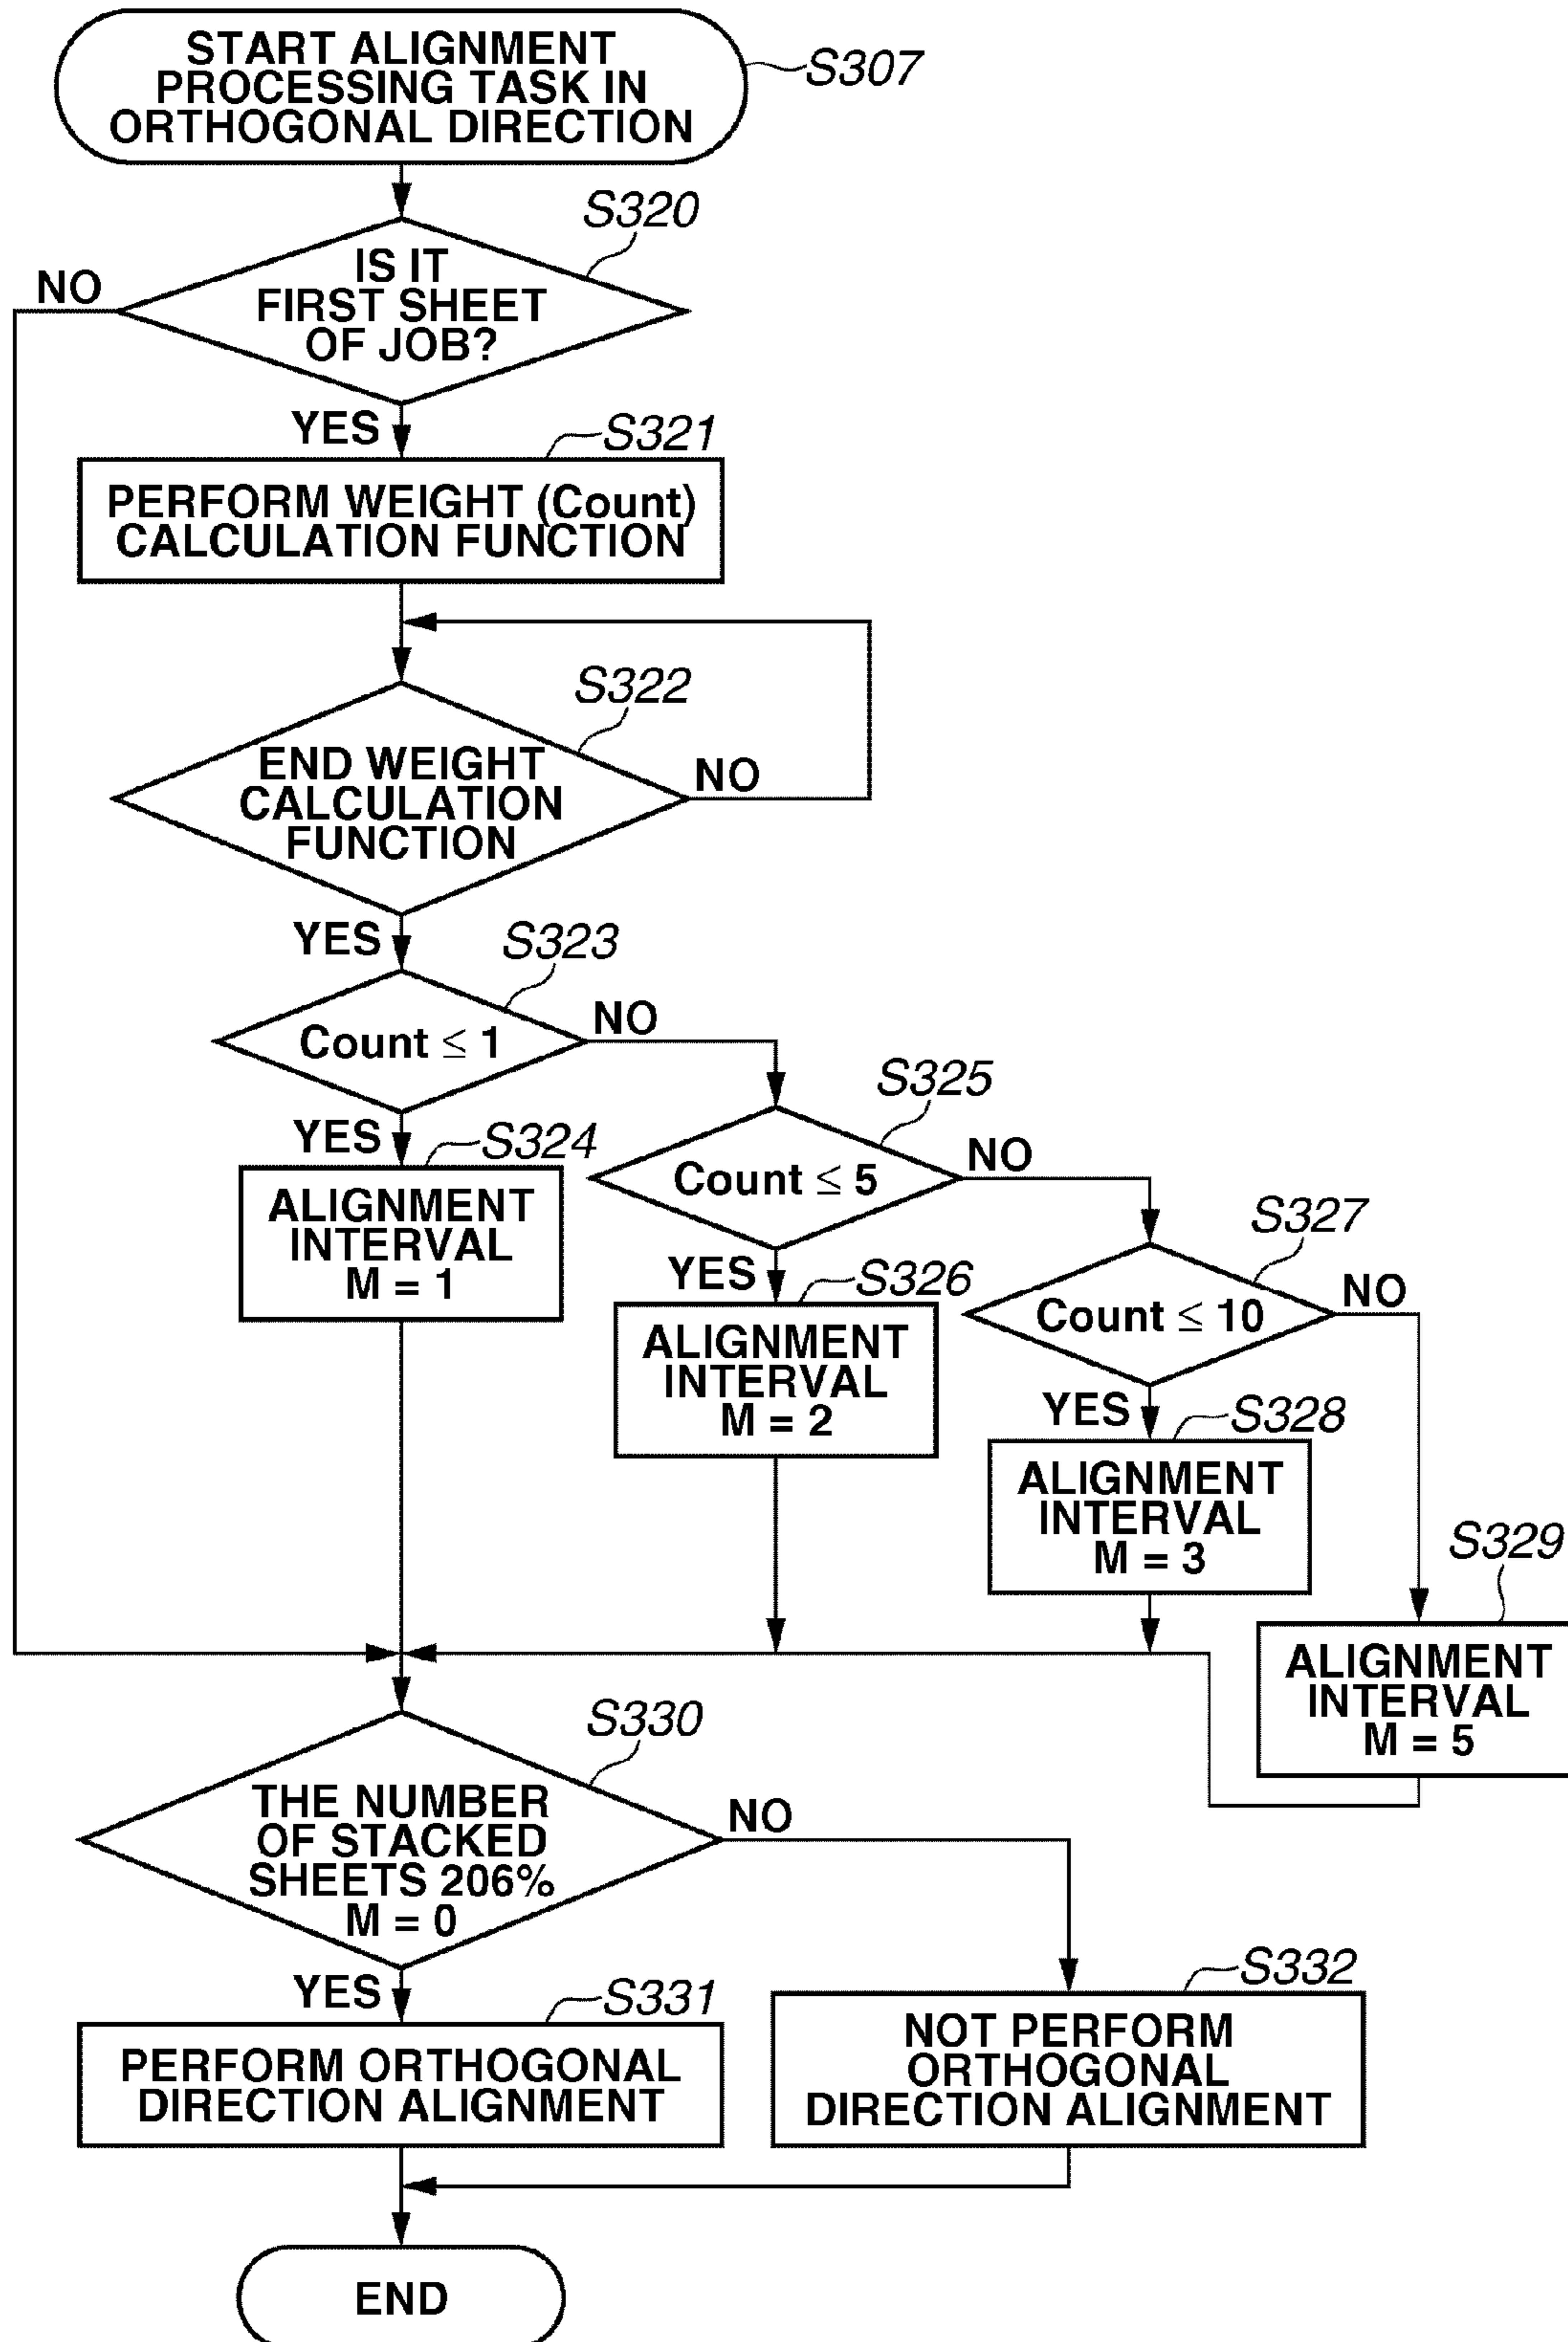 START ALIGNMENT
PROCESSING TASK IN
ORTHOGONAL DIRECTION
S307
S320
IS IT
FIRST SHEET
OF JOB?
NO
YES
S321
PERFORM WEIGHT (Count)
CALCULATION FUNCTION
S322
END WEIGHT
CALCULATION
FUNCTION
NO
YES
S323
Count ≤ 1
NO
YES
S324
ALIGNMENT
INTERVAL
M = 1
S325
Count ≤ 5
NO
YES
S326
ALIGNMENT
INTERVAL
M = 2
S327
Count ≤ 10
NO
YES
S328
ALIGNMENT
INTERVAL
M = 3
S329
ALIGNMENT
INTERVAL
M = 5
S330
THE NUMBER
OF STACKED
SHEETS 206%
M = 0
NO
YES
S331
PERFORM ORTHOGONAL
DIRECTION ALIGNMENT
S332
NOT PERFORM
ORTHOGONAL
DIRECTION ALIGNMENT
END